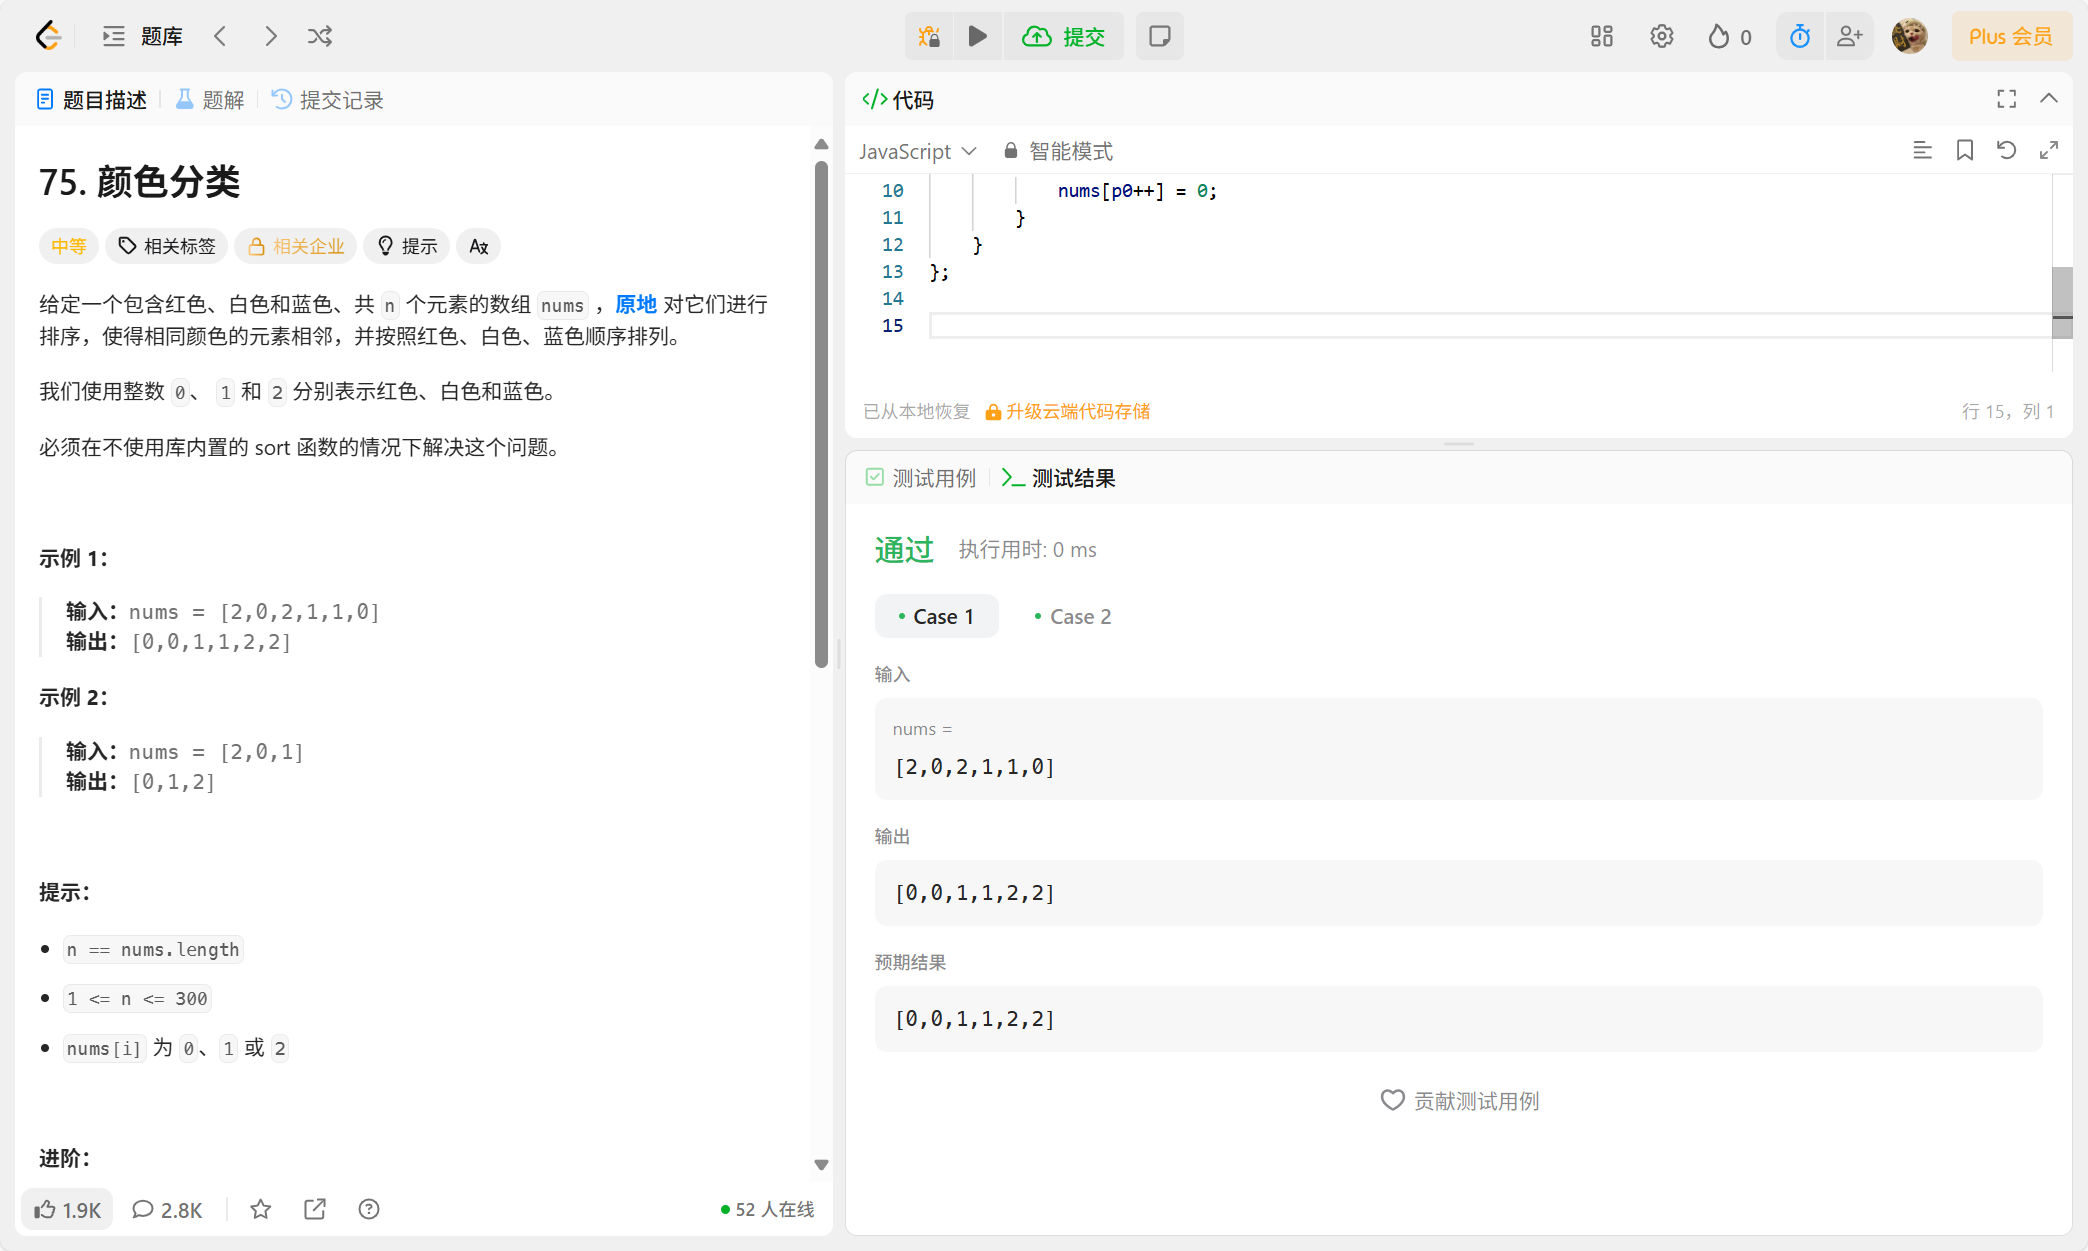 题库
提交
0
Plus 会员
题目描述
题解
提交记录
75. 颜色分类
中等
相关标签
相关企业
提示
给定一个包含红色、白色和蓝色、共 n 个元素的数组 nums ，原地 对它们进行
排序，使得相同颜色的元素相邻，并按照红色、白色、蓝色顺序排列。
我们使用整数 0、 1 和 2 分别表示红色、白色和蓝色。
必须在不使用库内置的 sort 函数的情况下解决这个问题。
示例 1：
输入：nums = [2,0,2,1,1,0]
输出：[0,0,1,1,2,2]
示例 2：
输入：nums = [2,0,1]
输出：[0,1,2]
提示：
n == nums.length
1 <= n <= 300
nums[i] 为 0、1 或 2
进阶：
1.9K
2.8K
52 人在线
</>代码
JavaScript
智能模式
10 nums[p0++] = 0;
11 }
12 }
13 };
14
15
已从本地恢复
升级云端代码存储
行 15，列 1
测试用例
测试结果
通过
执行用时: 0 ms
Case 1
Case 2
输入
nums =
[2,0,2,1,1,0]
输出
[0,0,1,1,2,2]
预期结果
[0,0,1,1,2,2]
贡献测试用例